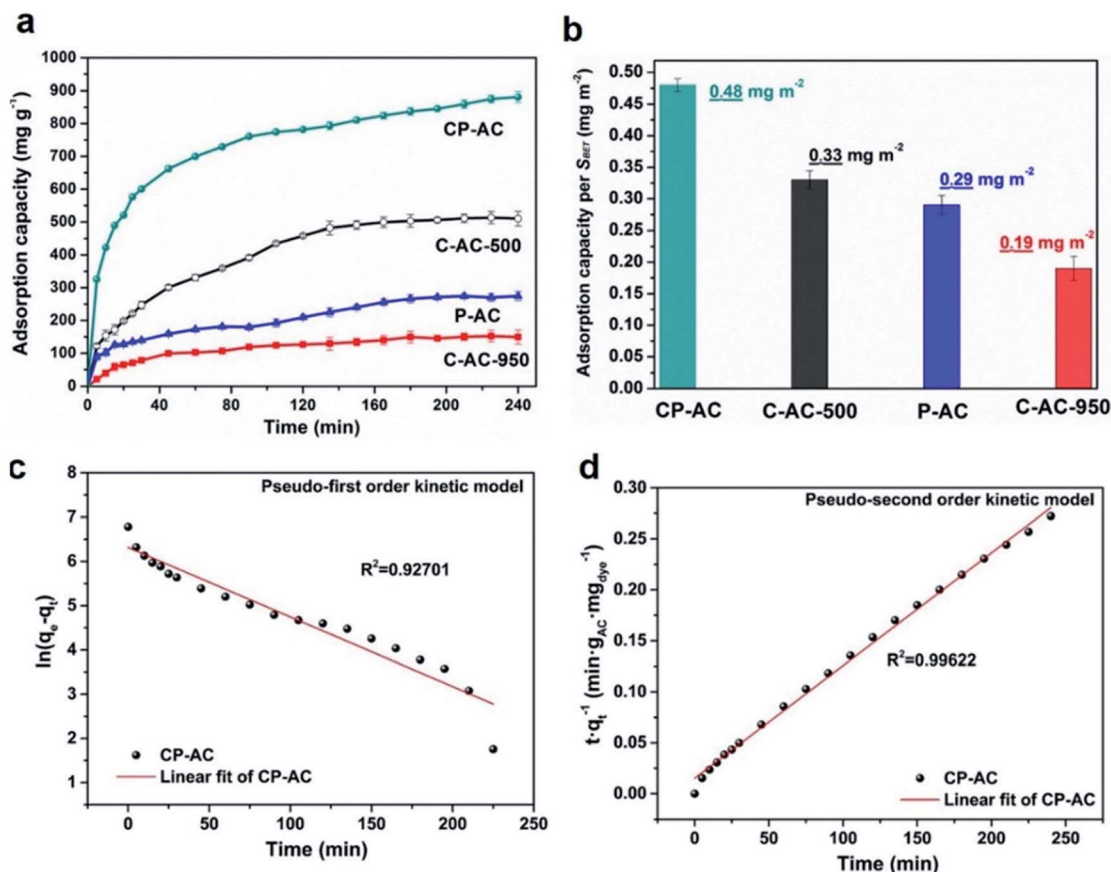 a
1000
900
800
700
600
500
400
300
200
100
0
Adsorption capacity (mg g⁻¹)
CP-AC
C-AC-500
P-AC
C-AC-950
0 40 80 120 160 200 240
Time (min)
b
0.50
0.45
0.40
0.35
0.30
0.25
0.20
0.15
0.10
0.05
0.00
Adsorption capacity per S_BET (mg m⁻²)
0.48 mg m⁻²
0.33 mg m⁻²
0.29 mg m⁻²
0.19 mg m⁻²
CP-AC C-AC-500 P-AC C-AC-950
c
8
7
6
5
4
3
2
1
ln(qₑ-qₜ)
Pseudo-first order kinetic model
R²=0.92701
CP-AC
Linear fit of CP-AC
0 50 100 150 200 250
Time (min)
d
0.30
0.25
0.20
0.15
0.10
0.05
0.00
t·qₜ⁻¹ (min·g_AC·mg_dye⁻¹)
Pseudo-second order kinetic model
R²=0.99622
CP-AC
Linear fit of CP-AC
0 50 100 150 200 250
Time (min)